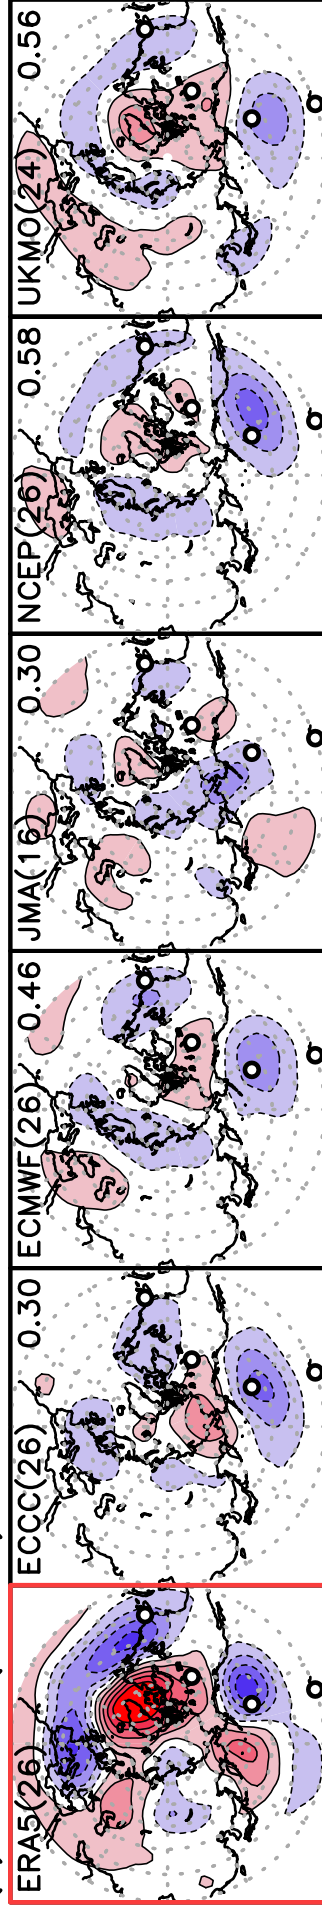 UKMO(24) 0.56
NCEP(26) 0.58
JMA(16) 0.30
ECMWF(26) 0.46
ECCC(26) 0.30
ERA5(26)